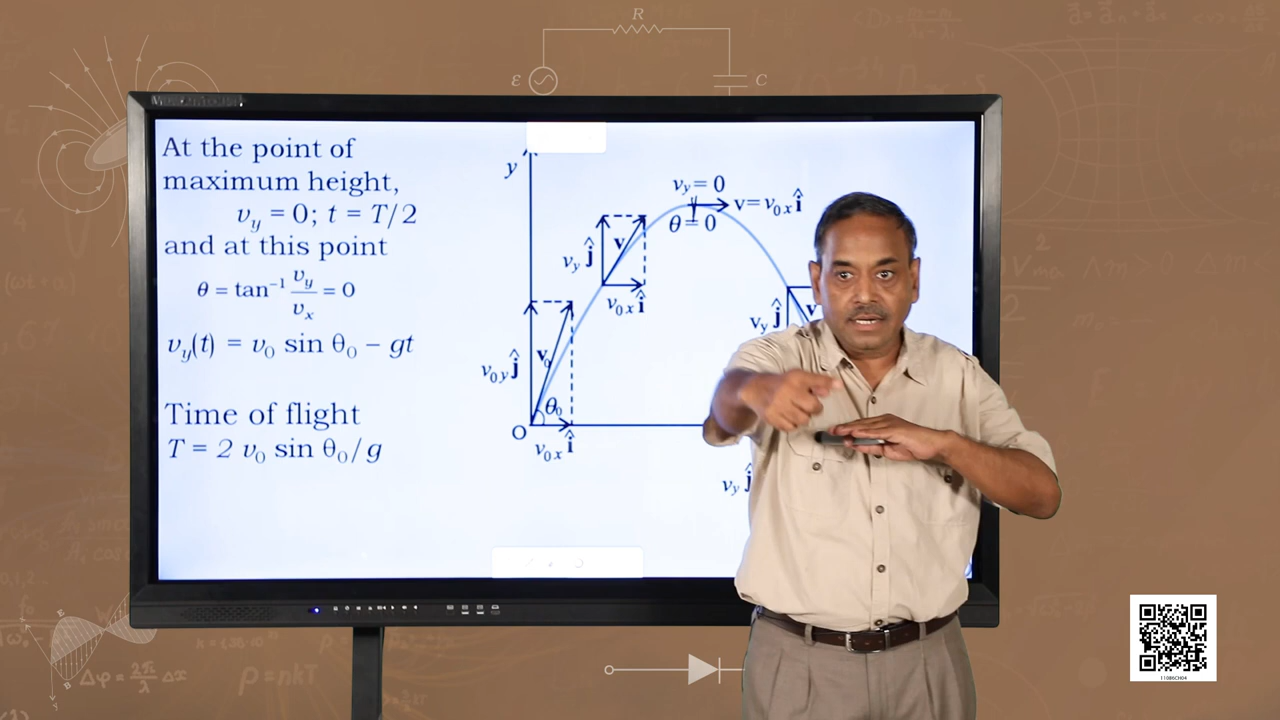 R
ε
C
At the point of
maximum height,
v_y = 0; t = T/2
and at this point
θ = tan⁻¹ v_y/v_x = 0
v_y(t) = v₀ sin θ₀ – gt
Time of flight
T = 2 v₀ sin θ₀/g
y
v_y = 0
v = v₀ₓ î
θ = 0
v_y ĵ
v
v₀ₓ î
v_y ĵ
v
v₀y ĵ
v₀
θ₀
O
v₀ₓ î
v_y ĵ
Δφ = 2π/λ Δx
ρ = nkT
11086CH04